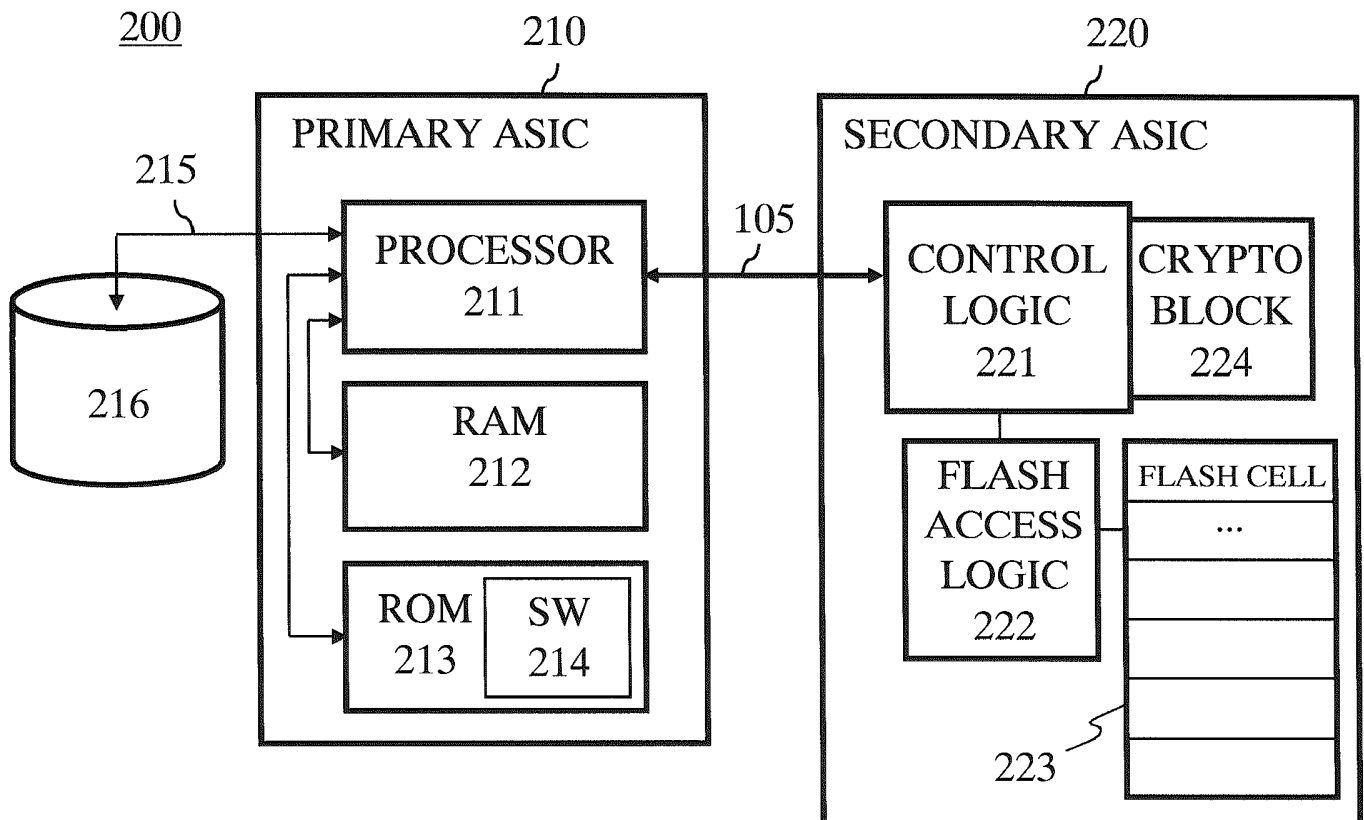 200
210
220
PRIMARY ASIC
SECONDARY ASIC
215
PROCESSOR
211
105
CONTROL
LOGIC
221
CRYPTO
BLOCK
224
216
RAM
212
FLASH
ACCESS
LOGIC
222
FLASH CELL
...
ROM
213
SW
214
223